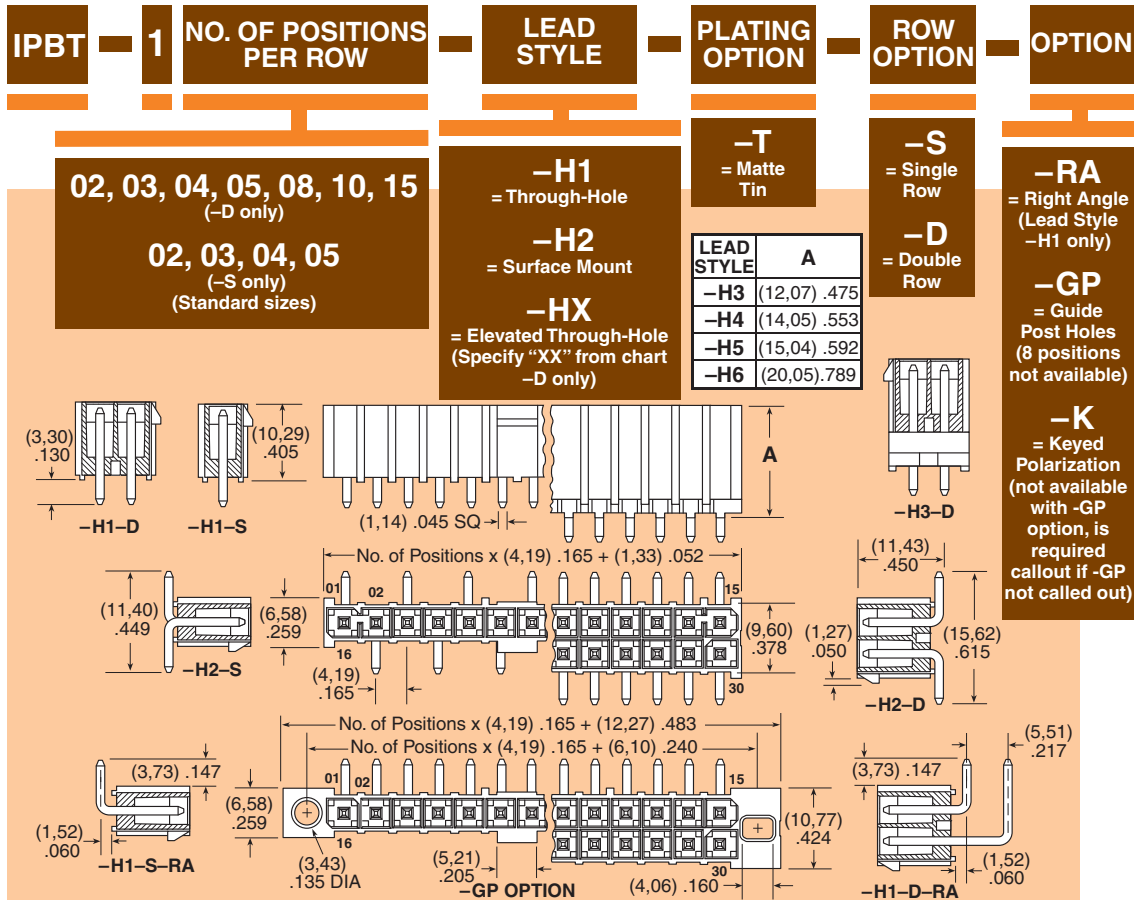 IPBT – 1 NO. OF POSITIONS PER ROW – LEAD STYLE – PLATING OPTION – ROW OPTION – OPTION
02, 03, 04, 05, 08, 10, 15
(–D only)
02, 03, 04, 05
(–S only)
(Standard sizes)
–H1
= Through-Hole
–H2
= Surface Mount
–HX
= Elevated Through-Hole
(Specify “XX” from chart
–D only)
–T
= Matte
Tin
–S
= Single
Row
–D
= Double
Row
–RA
= Right Angle
(Lead Style
–H1 only)
–GP
= Guide
Post Holes
(8 positions
not available)
–K
= Keyed
Polarization
(not available
with -GP
option, is
required
callout if -GP
not called out)
LEAD STYLE A
–H3 (12,07) .475
–H4 (14,05) .553
–H5 (15,04) .592
–H6 (20,05).789
(3,30)
.130
–H1–D
(10,29)
.405
–H1–S
(1,14) .045 SQ
A
–H3–D
No. of Positions x (4,19) .165 + (1,33) .052
(11,40)
.449
–H2–S
(6,58)
.259
01
02
15
16
30
(4,19)
.165
(9,60)
.378
(11,43)
.450
(1,27)
.050
(15,62)
.615
–H2–D
No. of Positions x (4,19) .165 + (12,27) .483
No. of Positions x (4,19) .165 + (6,10) .240
(3,73) .147
(1,52)
.060
–H1–S–RA
(6,58)
.259
01
02
15
16
30
(3,43)
.135 DIA
(5,21)
.205
–GP OPTION
(4,06) .160
(10,77)
.424
(5,51)
.217
(3,73) .147
(1,52)
.060
–H1–D–RA